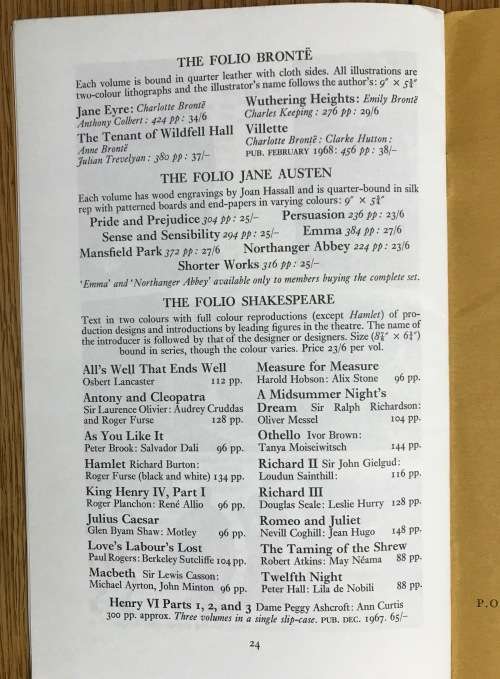 THE FOLIO BRONTË
Each volume is bound in quarter leather with cloth sides. All illustrations are
two-colour lithographs and the illustrator's name follows the author's: 9" × 5¾"
Jane Eyre: Charlotte Brontë
Anthony Colbert: 424 pp: 34/6
The Tenant of Wildfell Hall
Anne Brontë
Julian Trevelyan: 380 pp: 37/–
Wuthering Heights: Emily Brontë
Charles Keeping: 276 pp: 29/6
Villette
Charlotte Brontë: Clarke Hutton:
PUB. FEBRUARY 1968: 456 pp: 38/–
THE FOLIO JANE AUSTEN
Each volume has wood engravings by Joan Hassall and is quarter-bound in silk
rep with patterned boards and end-papers in varying colours: 9" × 5¾"
Pride and Prejudice 304 pp: 25/– Persuasion 236 pp: 23/6
Sense and Sensibility 294 pp: 25/– Emma 384 pp: 27/6
Mansfield Park 372 pp: 27/6 Northanger Abbey 224 pp: 23/6
Shorter Works 316 pp: 25/–
'Emma' and 'Northanger Abbey' available only to members buying the complete set.
THE FOLIO SHAKESPEARE
Text in two colours with full colour reproductions (except Hamlet) of pro-
duction designs and introductions by leading figures in the theatre. The name of
the introducer is followed by that of the designer or designers. Size (8⅞" × 6¾")
bound in series, though the colour varies. Price 23/6 per vol.
All's Well That Ends Well
Osbert Lancaster 112 pp.
Antony and Cleopatra
Sir Laurence Olivier: Audrey Cruddas
and Roger Furse 128 pp.
As You Like It
Peter Brook: Salvador Dali 96 pp.
Hamlet Richard Burton:
Roger Furse (black and white) 134 pp.
King Henry IV, Part I
Roger Planchon: René Allio 96 pp.
Julius Caesar
Glen Byam Shaw: Motley 96 pp.
Love's Labour's Lost
Paul Rogers: Berkeley Sutcliffe 104 pp.
Macbeth Sir Lewis Casson:
Michael Ayrton, John Minton 96 pp.
Measure for Measure
Harold Hobson: Alix Stone 96 pp.
A Midsummer Night's
Dream Sir Ralph Richardson:
Oliver Messel 104 pp.
Othello Ivor Brown:
Tanya Moiseiwitsch 144 pp.
Richard II Sir John Gielgud:
Loudun Sainthill: 116 pp.
Richard III
Douglas Seale: Leslie Hurry 128 pp.
Romeo and Juliet
Nevill Coghill: Jean Hugo 148 pp.
The Taming of the Shrew
Robert Atkins: May Néama 88 pp.
Twelfth Night
Peter Hall: Lila de Nobili 88 pp.
Henry VI Parts 1, 2, and 3 Dame Peggy Ashcroft: Ann Curtis
300 pp. approx. Three volumes in a single slip-case. PUB. DEC. 1967. 65/–
24
P.O